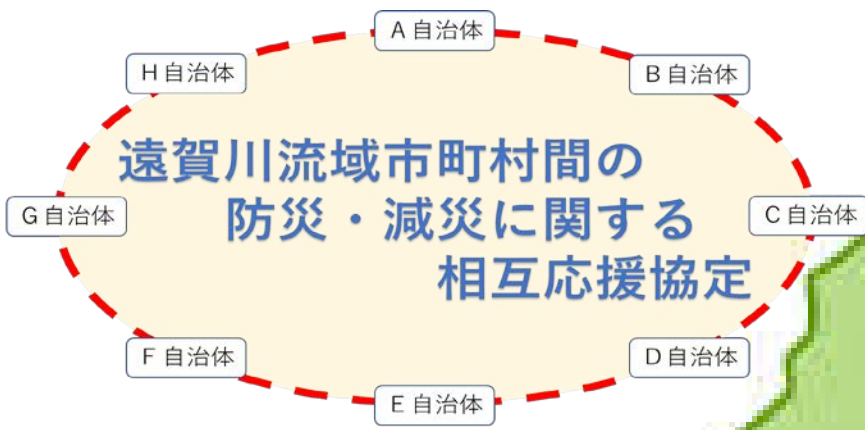 A自治体
H自治体
B自治体
遠賀川流域市町村間の
防災・減災に関する
相互応援協定
G自治体
C自治体
F自治体
D自治体
E自治体